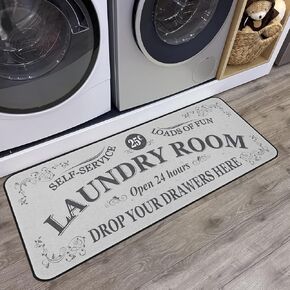 SELF-SERVICE 25¢ LOADS OF FUN
LAUNDRY ROOM
Open 24 hours
DROP YOUR DRAWERS HERE